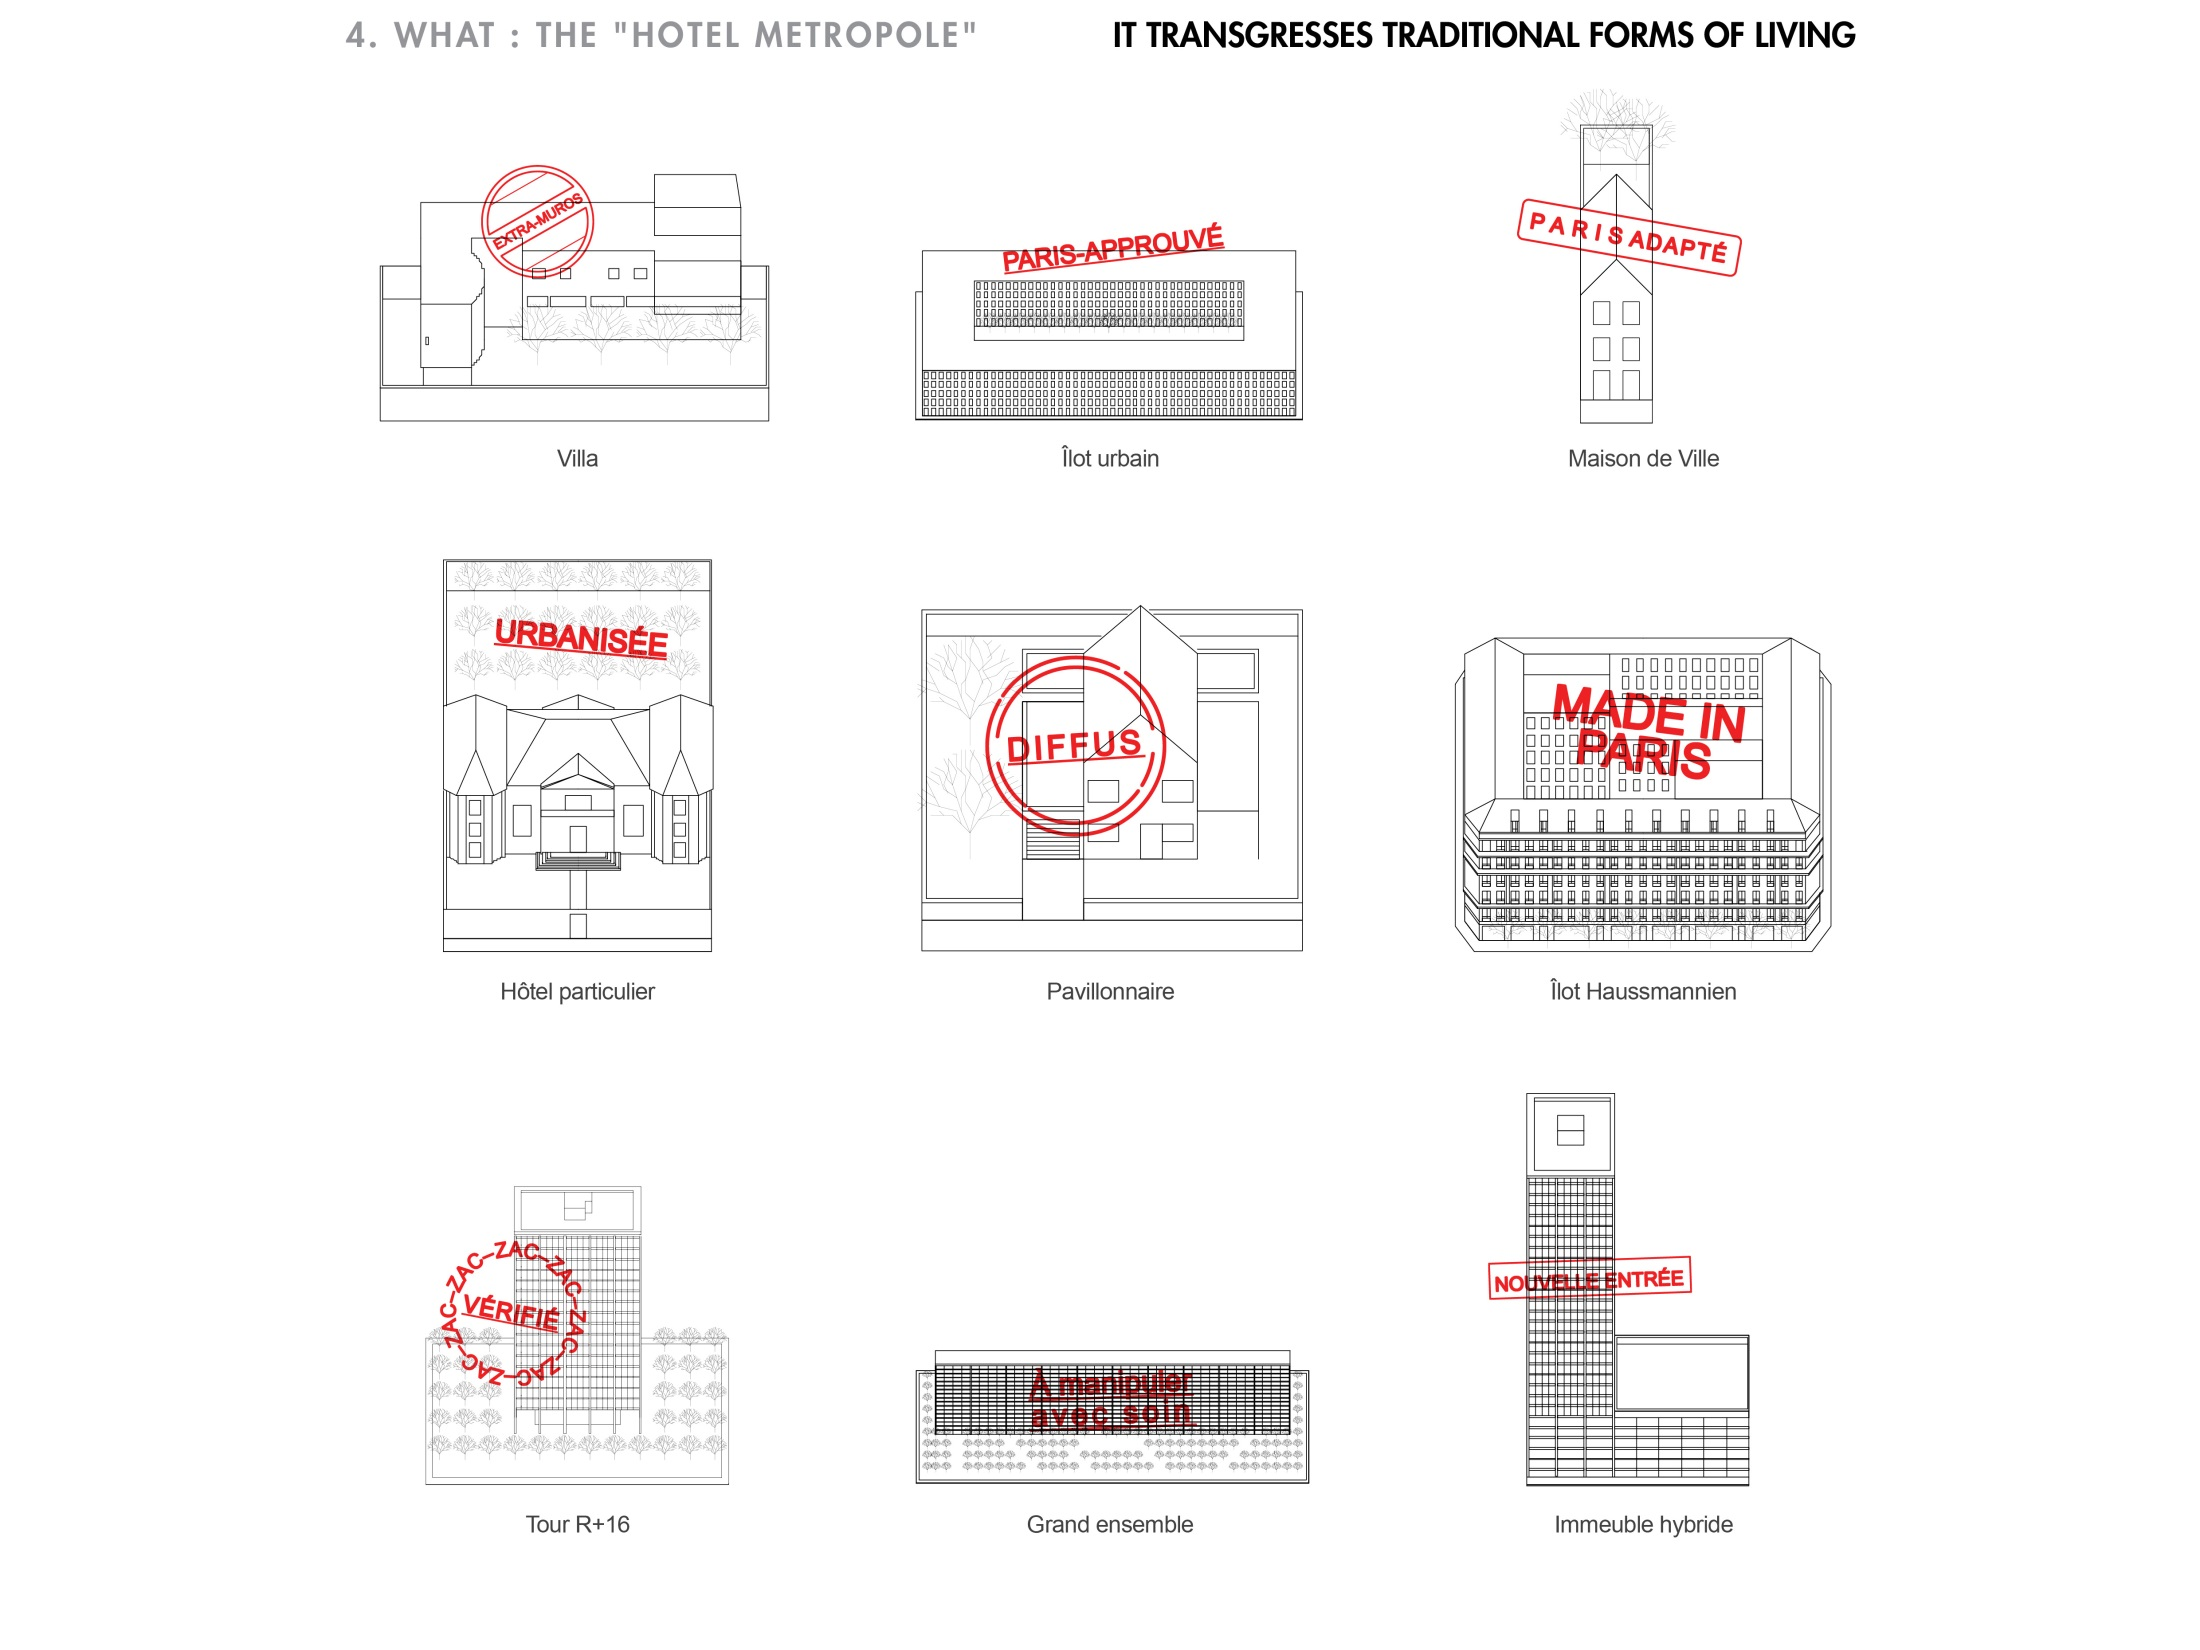 4. WHAT : THE "HOTEL METROPOLE"
IT TRANSGRESSES TRADITIONAL FORMS OF LIVING
EXTRA-MUROS
Villa
PARIS-APPROUVÉ
Îlot urbain
PARIS ADAPTÉ
Maison de Ville
URBANISÉE
Hôtel particulier
DIFFUS
Pavillonnaire
MADE IN
PARIS
Îlot Haussmannien
ZAC–ZAC–ZAC–ZAC–ZAC–ZAC–ZAC–ZAC–
VÉRIFIÉ
Tour R+16
À manipuler
avec soin
Grand ensemble
NOUVELLE ENTRÉE
Immeuble hybride